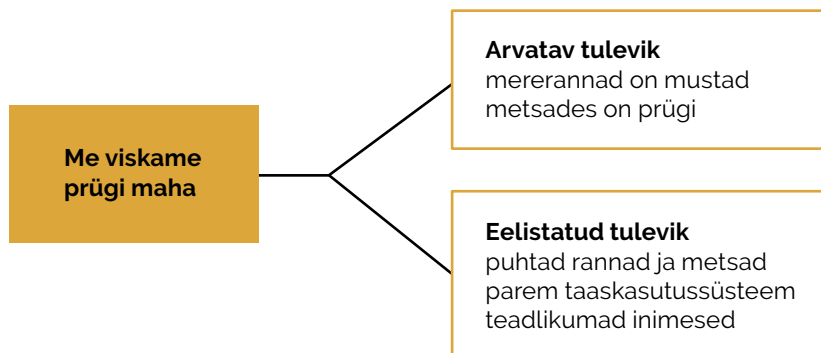 Me viskame
prügi maha
Arvatav tulevik
mererannad on mustad
metsades on prügi
Eelistatud tulevik
puhtad rannad ja metsad
parem taaskasutussüsteem
teadlikumad inimesed